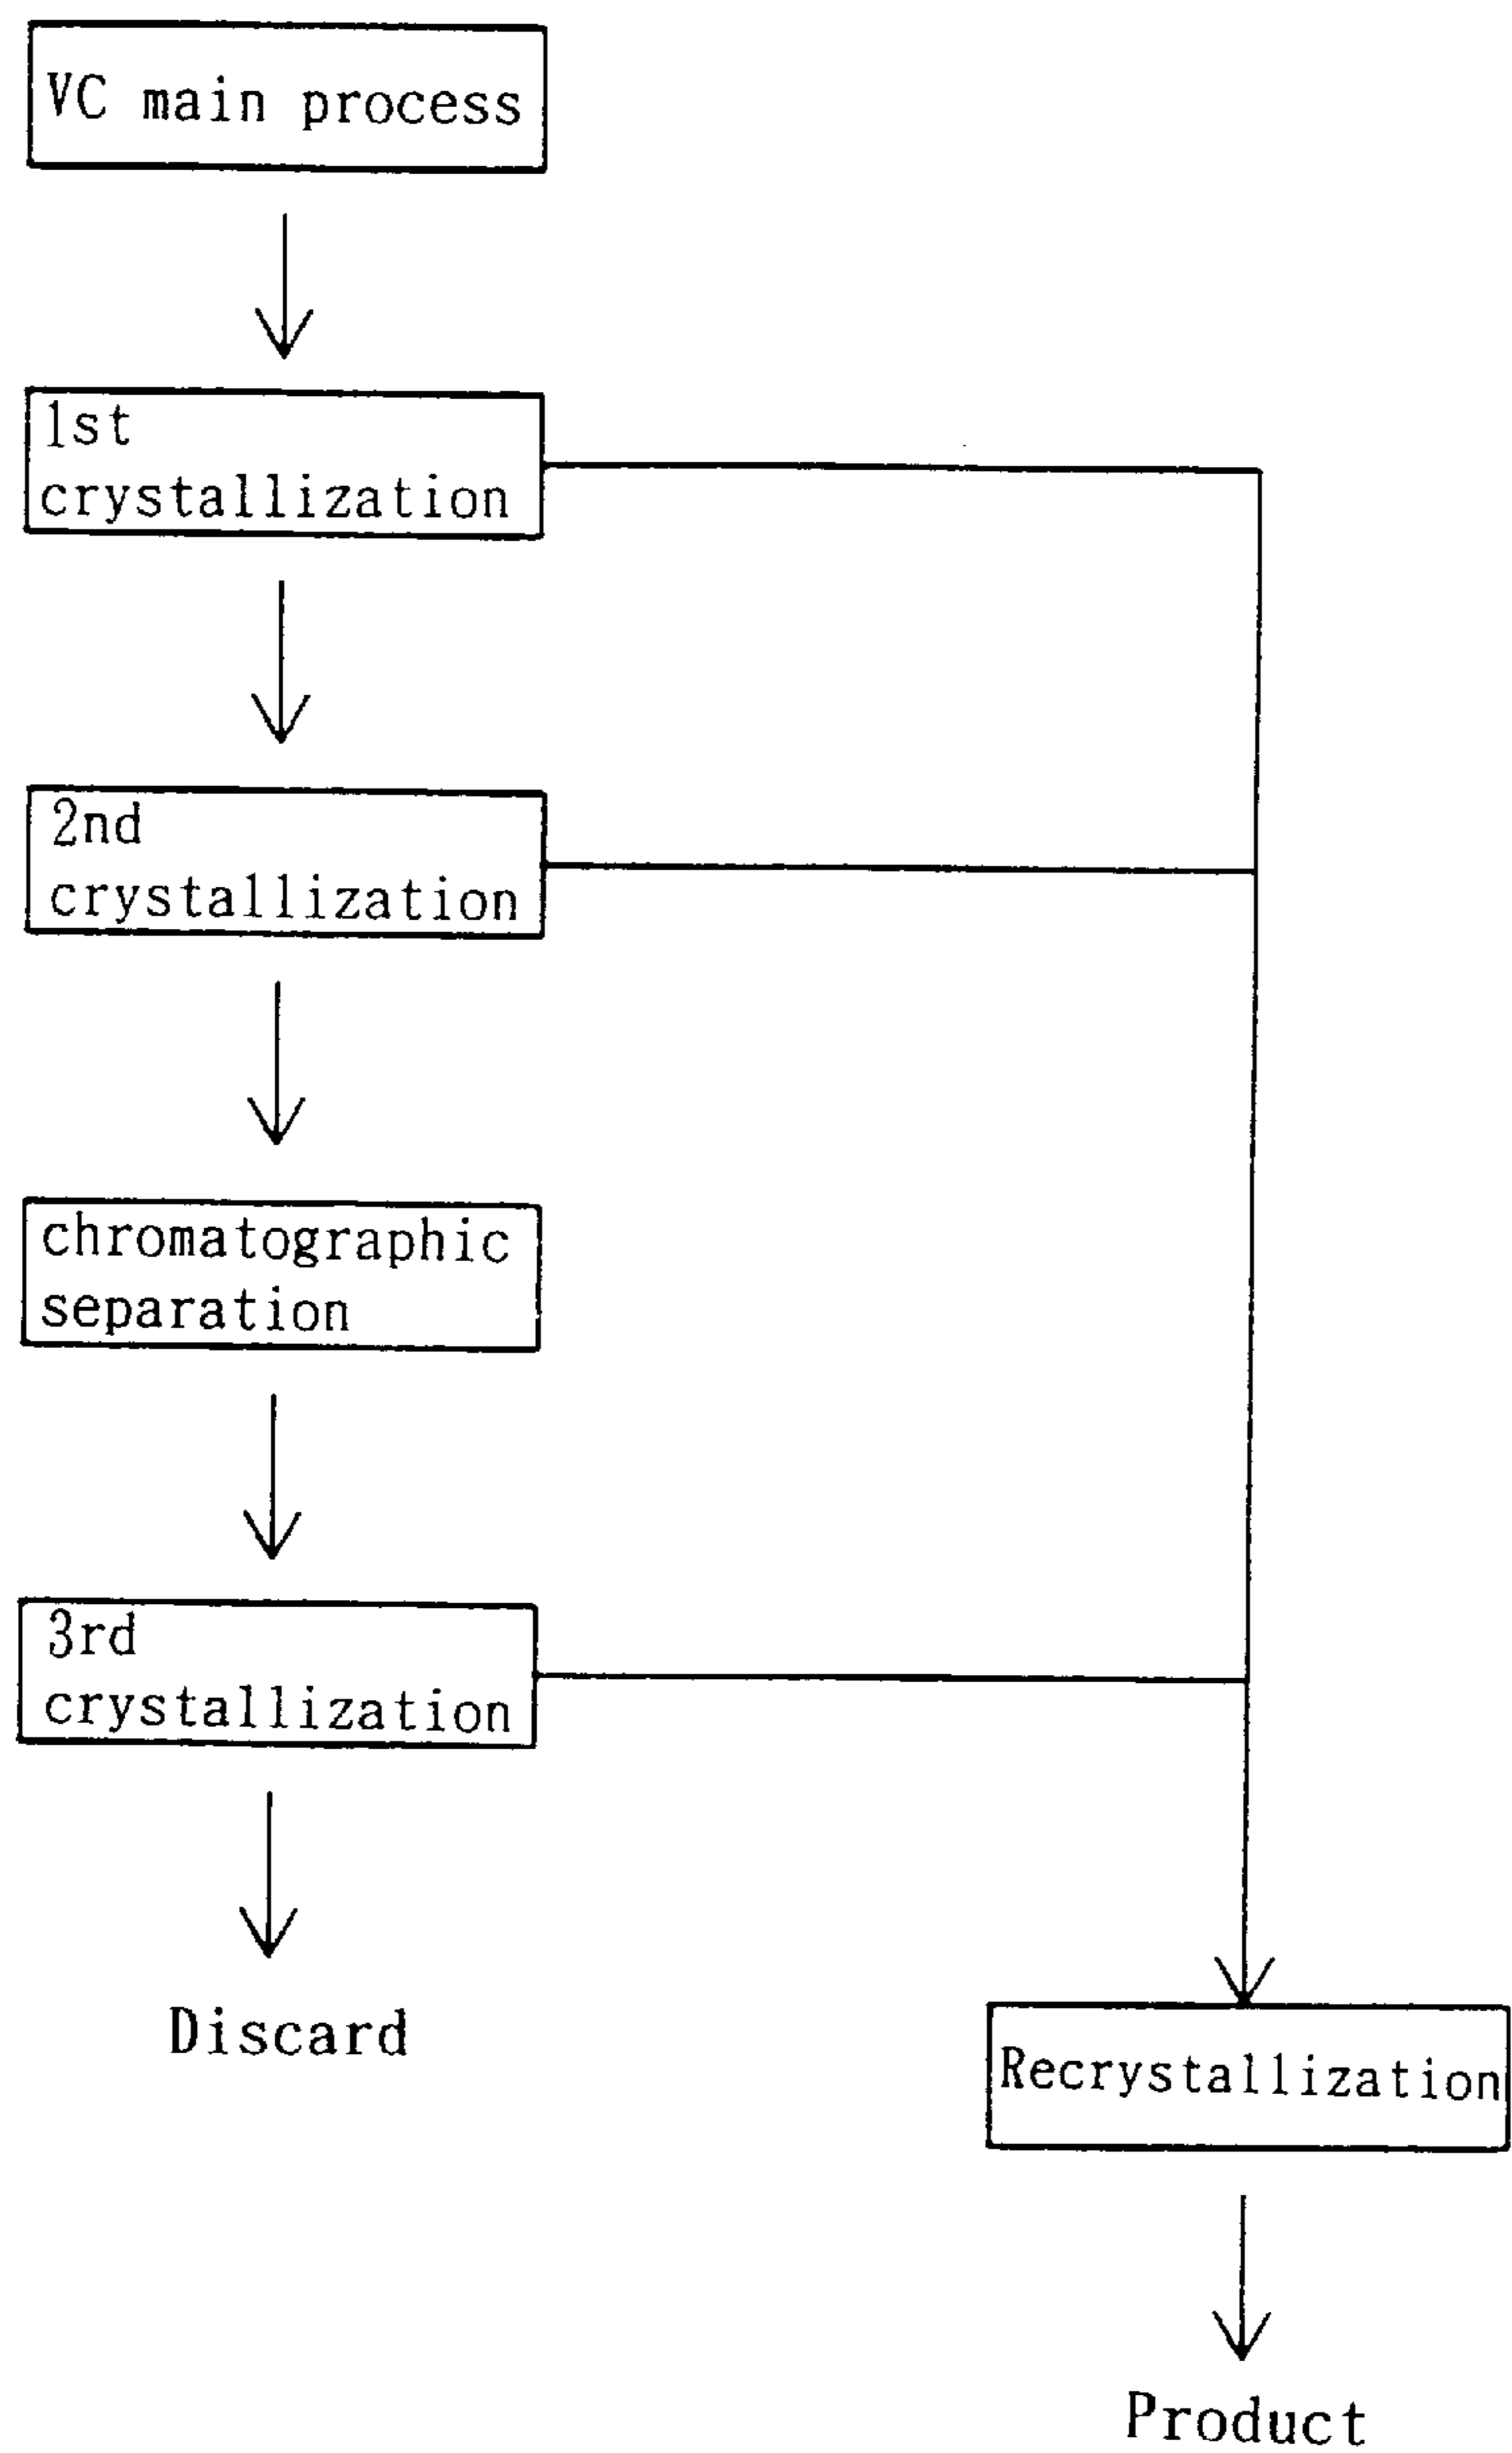 VC main process
1st
crystallization
2nd
crystallization
chromatographic
separation
3rd
crystallization
Discard
Recrystallization
Product